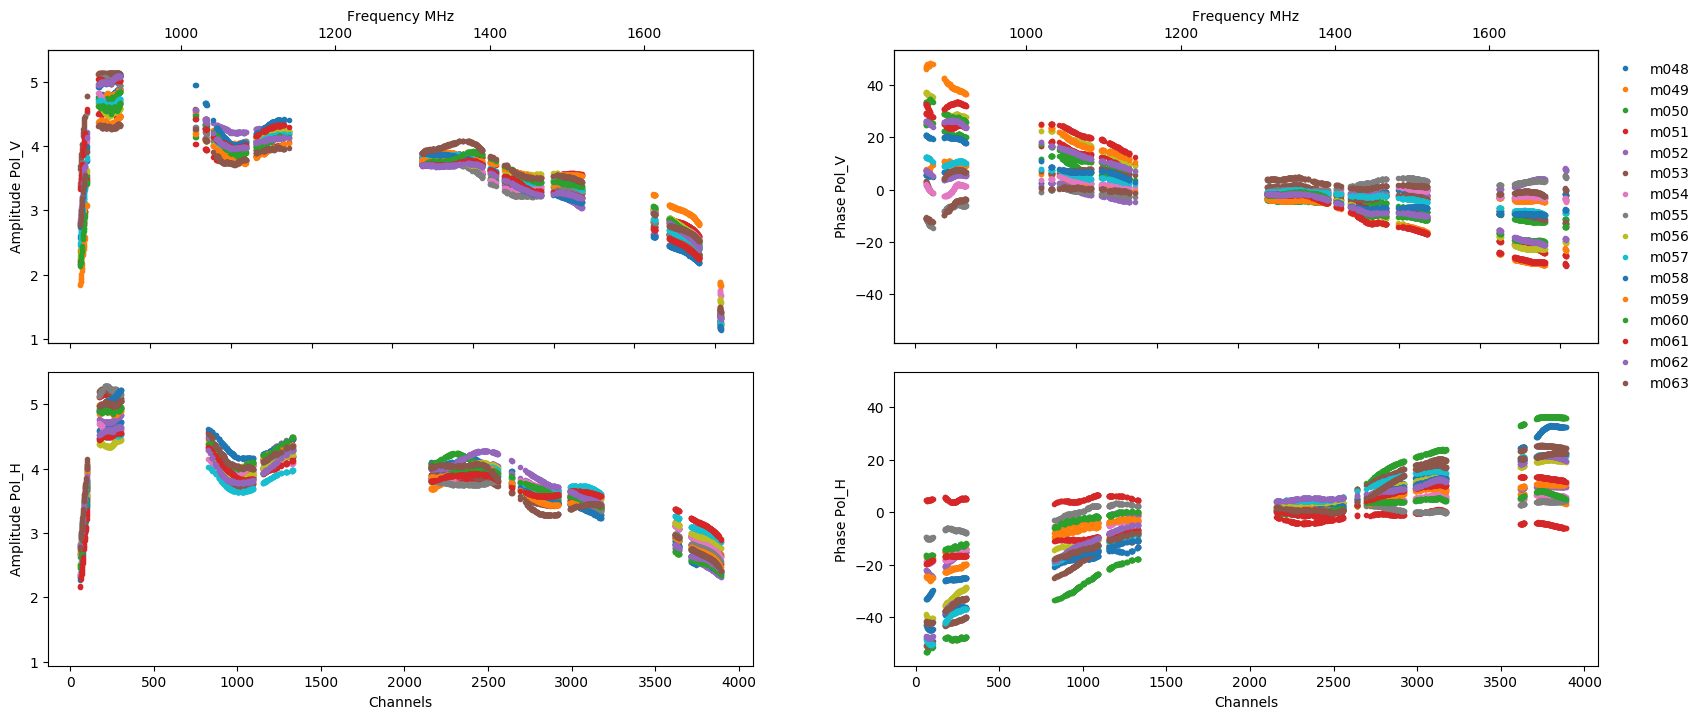 Frequency MHz
Frequency MHz
1000 1200 1400 1600
1000 1200 1400 1600
Amplitude Pol_V
5
4
3
2
1
Phase Pol_V
40
20
0
−20
−40
m048
m049
m050
m051
m052
m053
m054
m055
m056
m057
m058
m059
m060
m061
m062
m063
Amplitude Pol_H
5
4
3
2
1
0 500 1000 1500 2000 2500 3000 3500 4000
Channels
Phase Pol_H
40
20
0
−20
−40
0 500 1000 1500 2000 2500 3000 3500 4000
Channels